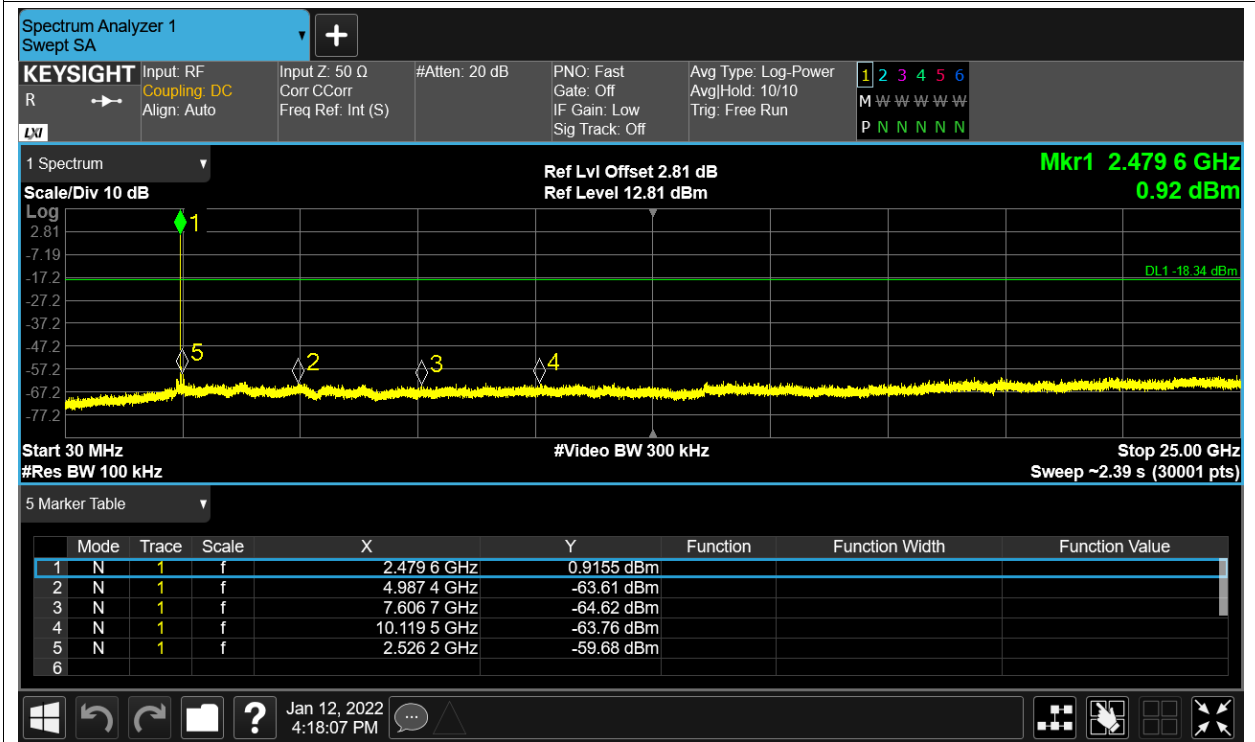 Spectrum Analyzer 1
Swept SA
KEYSIGHT
R
LXI
Input: RF
Coupling: DC
Align: Auto
Input Z: 50 Ω
Corr CCorr
Freq Ref: Int (S)
#Atten: 20 dB
PNO: Fast
Gate: Off
IF Gain: Low
Sig Track: Off
Avg Type: Log-Power
Avg|Hold: 10/10
Trig: Free Run
1 2 3 4 5 6
M W W W W W
P N N N N N
1 Spectrum
Scale/Div 10 dB
Ref Lvl Offset 2.81 dB
Ref Level 12.81 dBm
Mkr1 2.479 6 GHz
0.92 dBm
Log
2.81
-7.19
-17.2
-27.2
-37.2
-47.2
-57.2
-67.2
-77.2
1
DL1 -18.34 dBm
5
2
3
4
Start 30 MHz
#Res BW 100 kHz
#Video BW 300 kHz
Stop 25.00 GHz
Sweep ~2.39 s (30001 pts)
5 Marker Table
Mode Trace Scale X Y Function Function Width Function Value
1 N 1 f 2.479 6 GHz 0.9155 dBm
2 N 1 f 4.987 4 GHz -63.61 dBm
3 N 1 f 7.606 7 GHz -64.62 dBm
4 N 1 f 10.119 5 GHz -63.76 dBm
5 N 1 f 2.526 2 GHz -59.68 dBm
6
?
Jan 12, 2022
4:18:07 PM